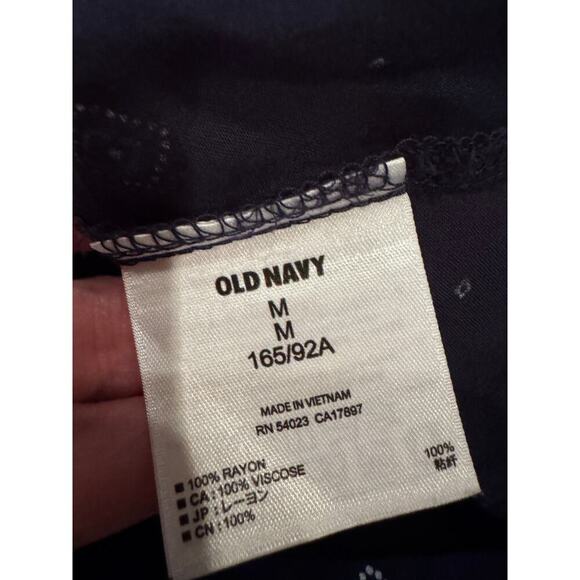 OLD NAVY
M
M
165/92A
MADE IN VIETNAM
RN 54023 CA17897
■ 100% RAYON
■ CA : 100% VISCOSE
■ JP : レーヨン
■ CN : 100%
100%
粘纤